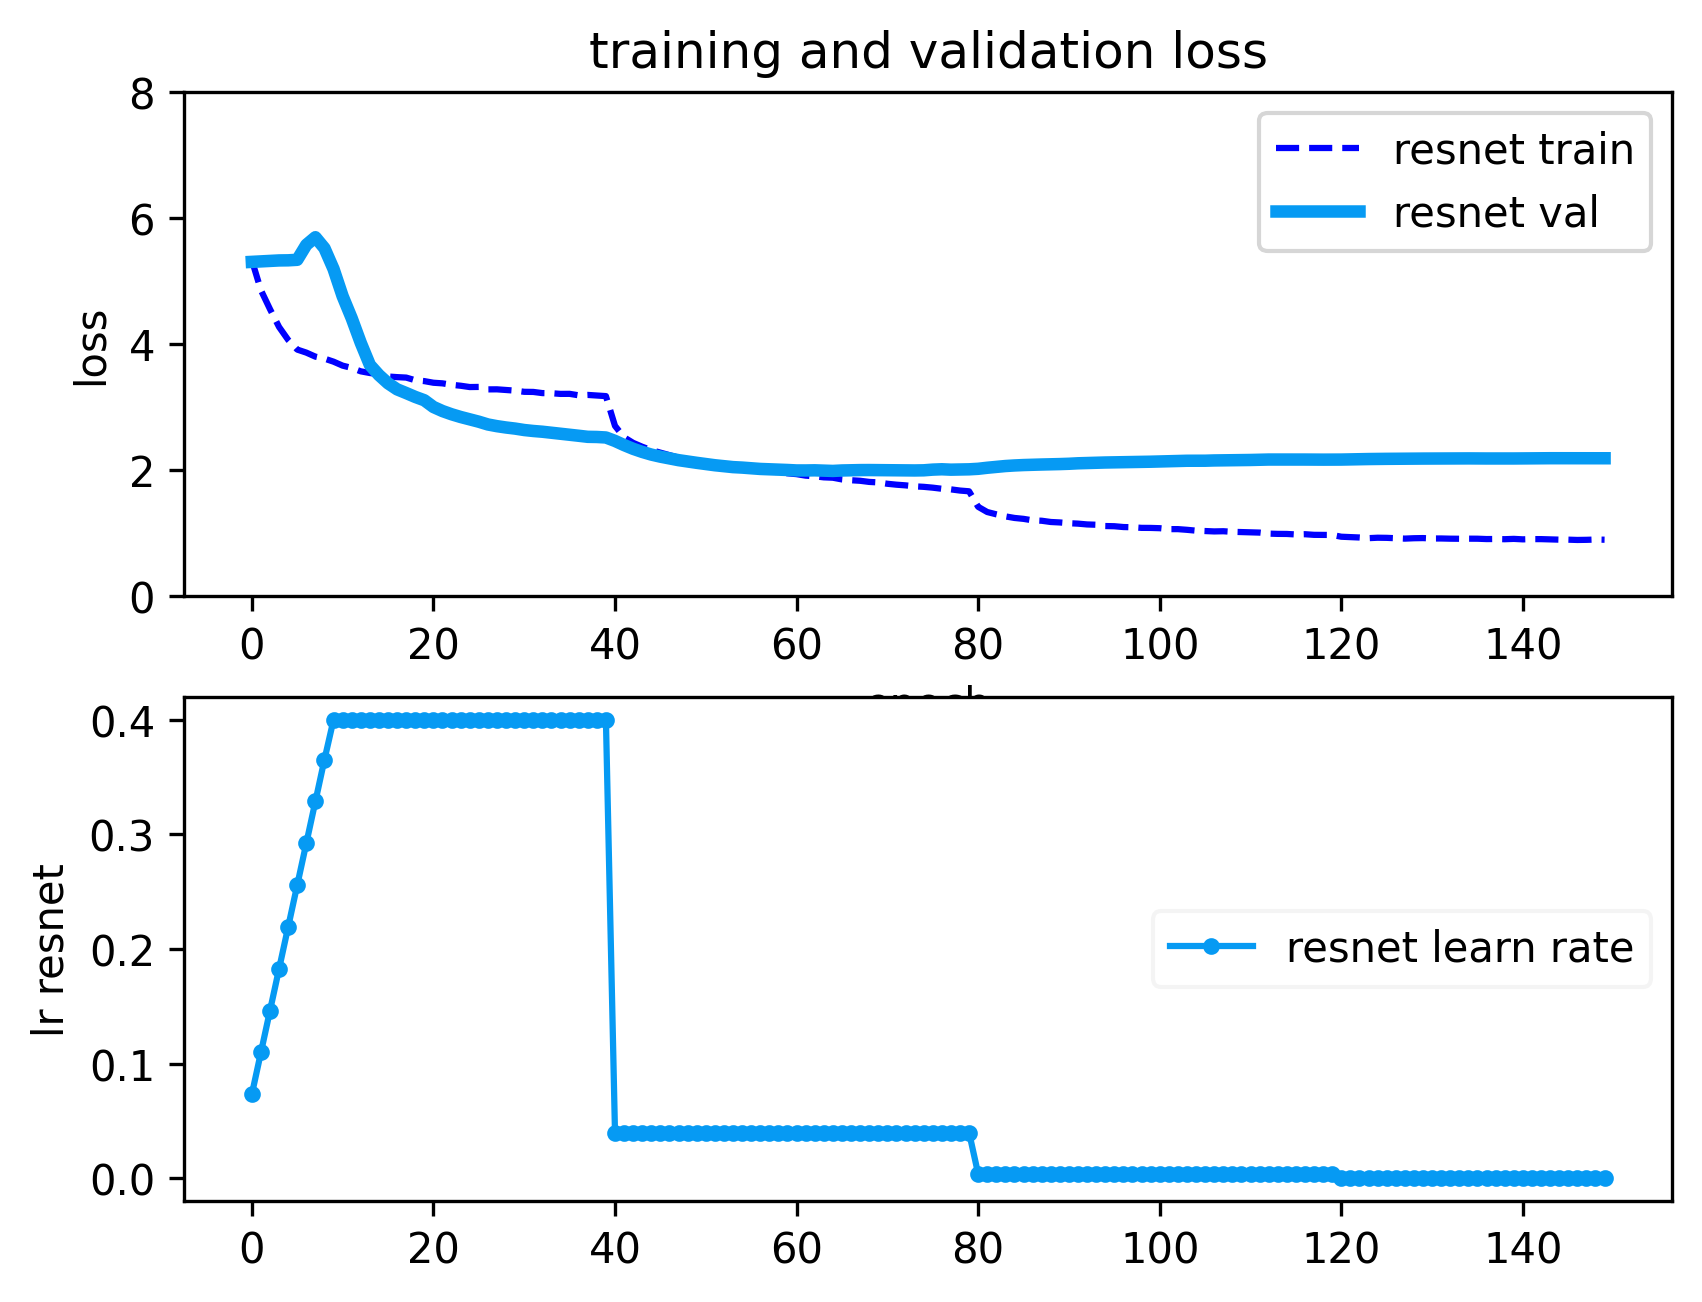 training and validation loss
8
6
4
2
0
loss
resnet train
resnet val
0 20 40 60 80 100 120 140
0.4
0.3
0.2
0.1
0.0
lr resnet
resnet learn rate
0 20 40 60 80 100 120 140